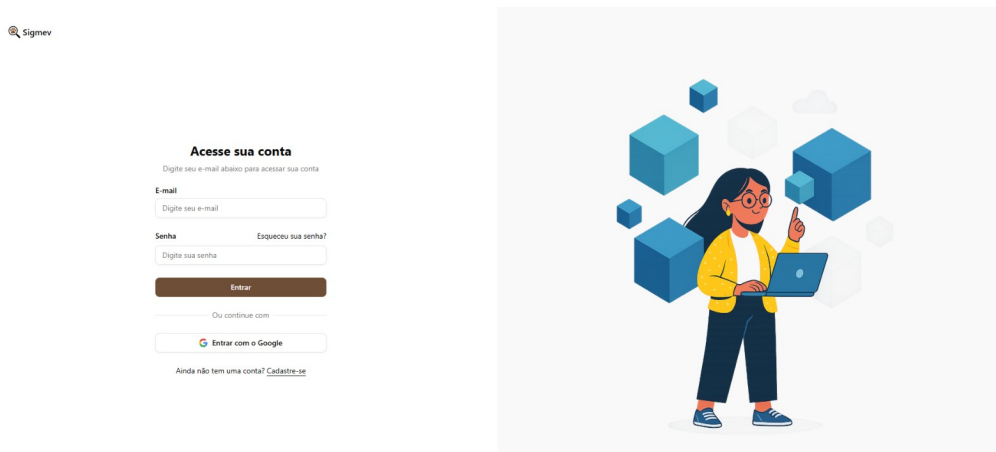 Sigmev
Acesse sua conta
Digite seu e-mail abaixo para acessar sua conta
E-mail
Digite seu e-mail
Senha Esqueceu sua senha?
Digite sua senha
Entrar
Ou continue com
Entrar com o Google
Ainda não tem uma conta? Cadastre-se